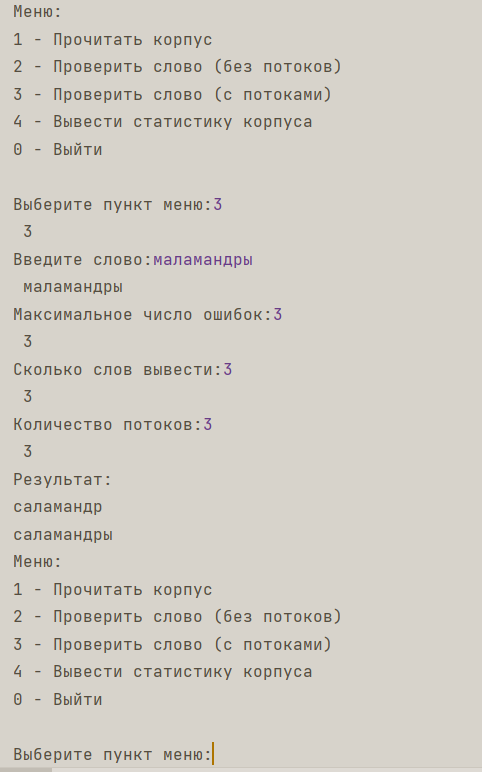 Меню:
1 - Прочитать корпус
2 - Проверить слово (без потоков)
3 - Проверить слово (с потоками)
4 - Вывести статистику корпуса
0 - Выйти
Выберите пункт меню:3
3
Введите слово:маламандры
маламандры
Максимальное число ошибок:3
3
Сколько слов вывести:3
3
Количество потоков:3
3
Результат:
саламандр
саламандры
Меню:
1 - Прочитать корпус
2 - Проверить слово (без потоков)
3 - Проверить слово (с потоками)
4 - Вывести статистику корпуса
0 - Выйти
Выберите пункт меню: